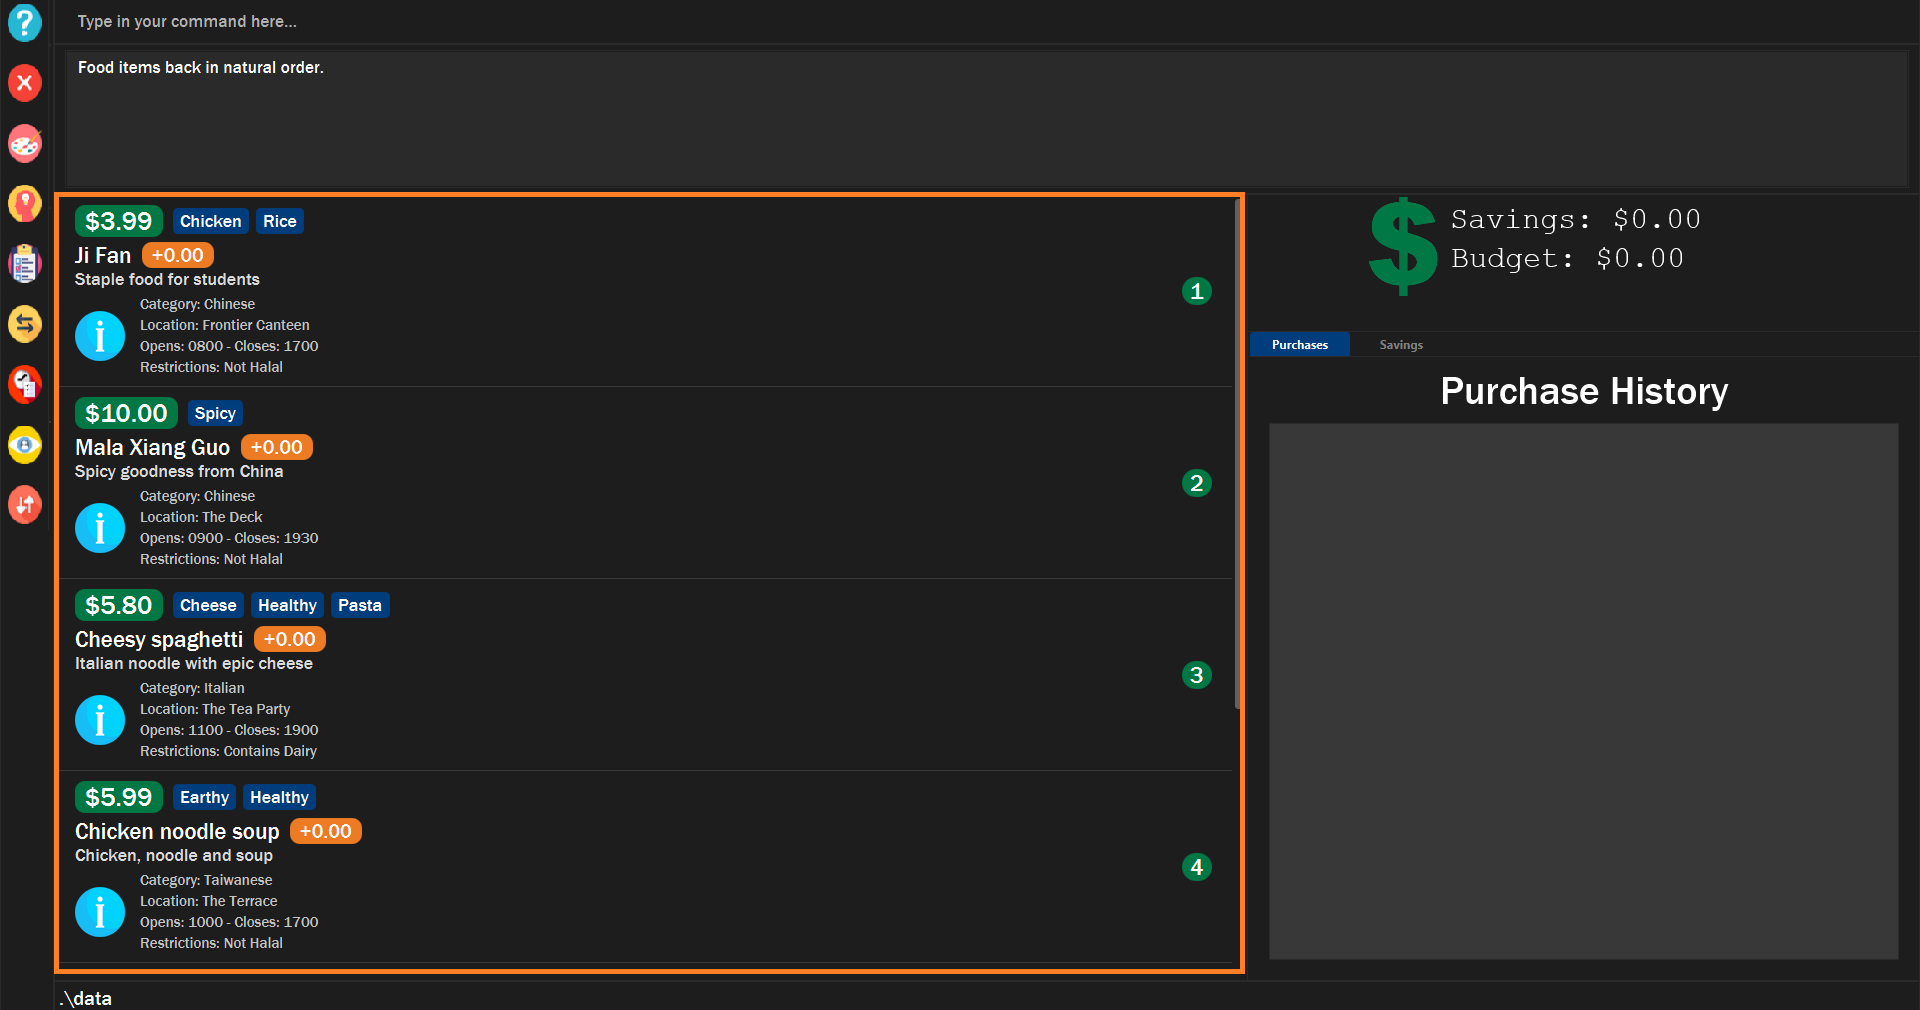 Type in your command here...
Food items back in natural order.
$3.99 Chicken Rice
Ji Fan +0.00
Staple food for students
Category: Chinese
Location: Frontier Canteen
Opens: 0800 - Closes: 1700
Restrictions: Not Halal
1
$10.00 Spicy
Mala Xiang Guo +0.00
Spicy goodness from China
Category: Chinese
Location: The Deck
Opens: 0900 - Closes: 1930
Restrictions: Not Halal
2
$5.80 Cheese Healthy Pasta
Cheesy spaghetti +0.00
Italian noodle with epic cheese
Category: Italian
Location: The Tea Party
Opens: 1100 - Closes: 1900
Restrictions: Contains Dairy
3
$5.99 Earthy Healthy
Chicken noodle soup +0.00
Chicken, noodle and soup
Category: Taiwanese
Location: The Terrace
Opens: 1000 - Closes: 1700
Restrictions: Not Halal
4
$
Savings: $0.00
Budget: $0.00
Purchases Savings
Purchase History
.\data